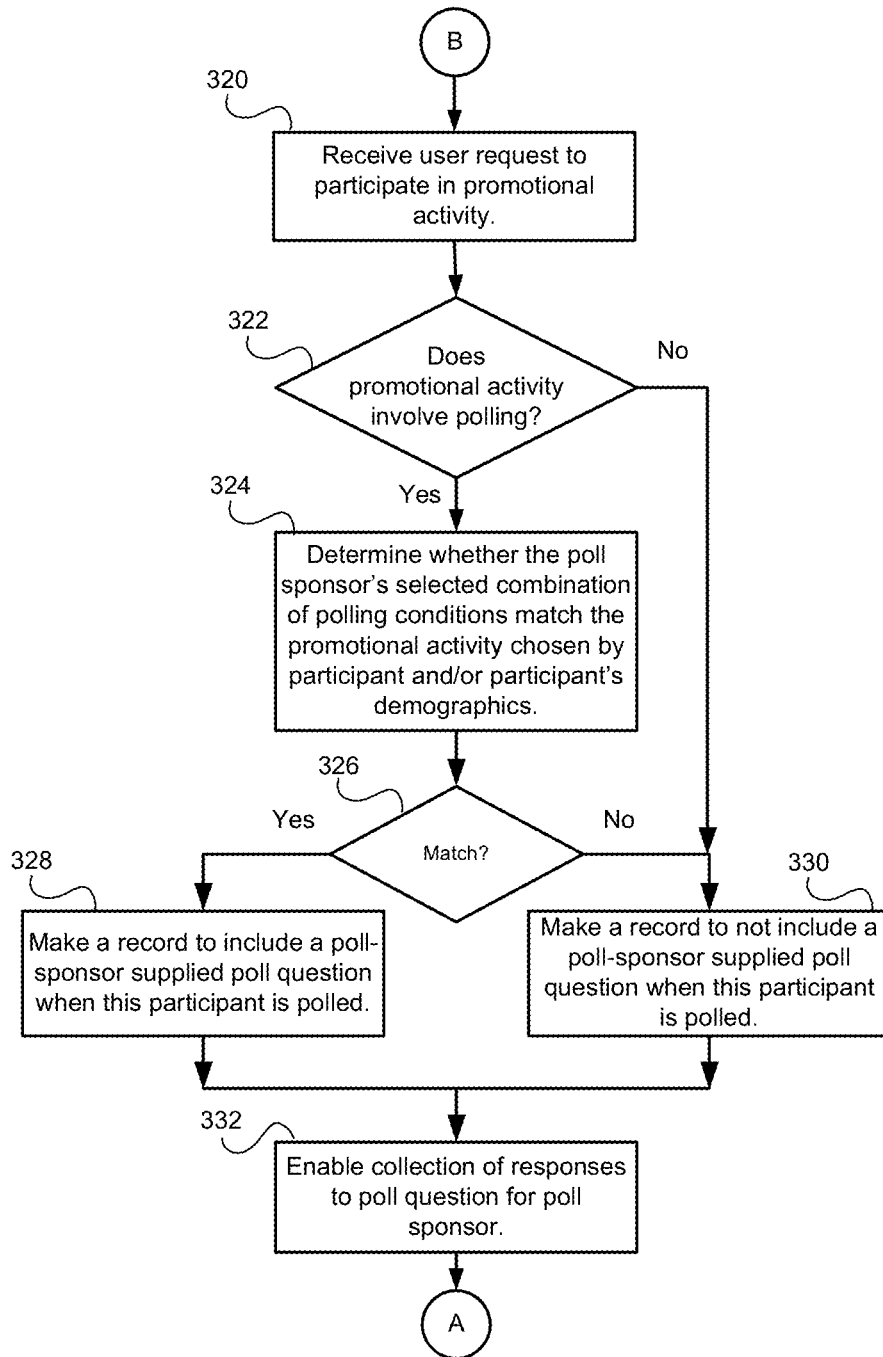 B
320
Receive user request to
participate in promotional
activity.
322
Does
promotional activity
involve polling?
No
Yes
324
Determine whether the poll
sponsor's selected combination
of polling conditions match the
promotional activity chosen by
participant and/or participant's
demographics.
326
Yes
Match?
No
328
Make a record to include a poll-
sponsor supplied poll question
when this participant is polled.
330
Make a record to not include a
poll-sponsor supplied poll
question when this participant
is polled.
332
Enable collection of responses
to poll question for poll
sponsor.
A